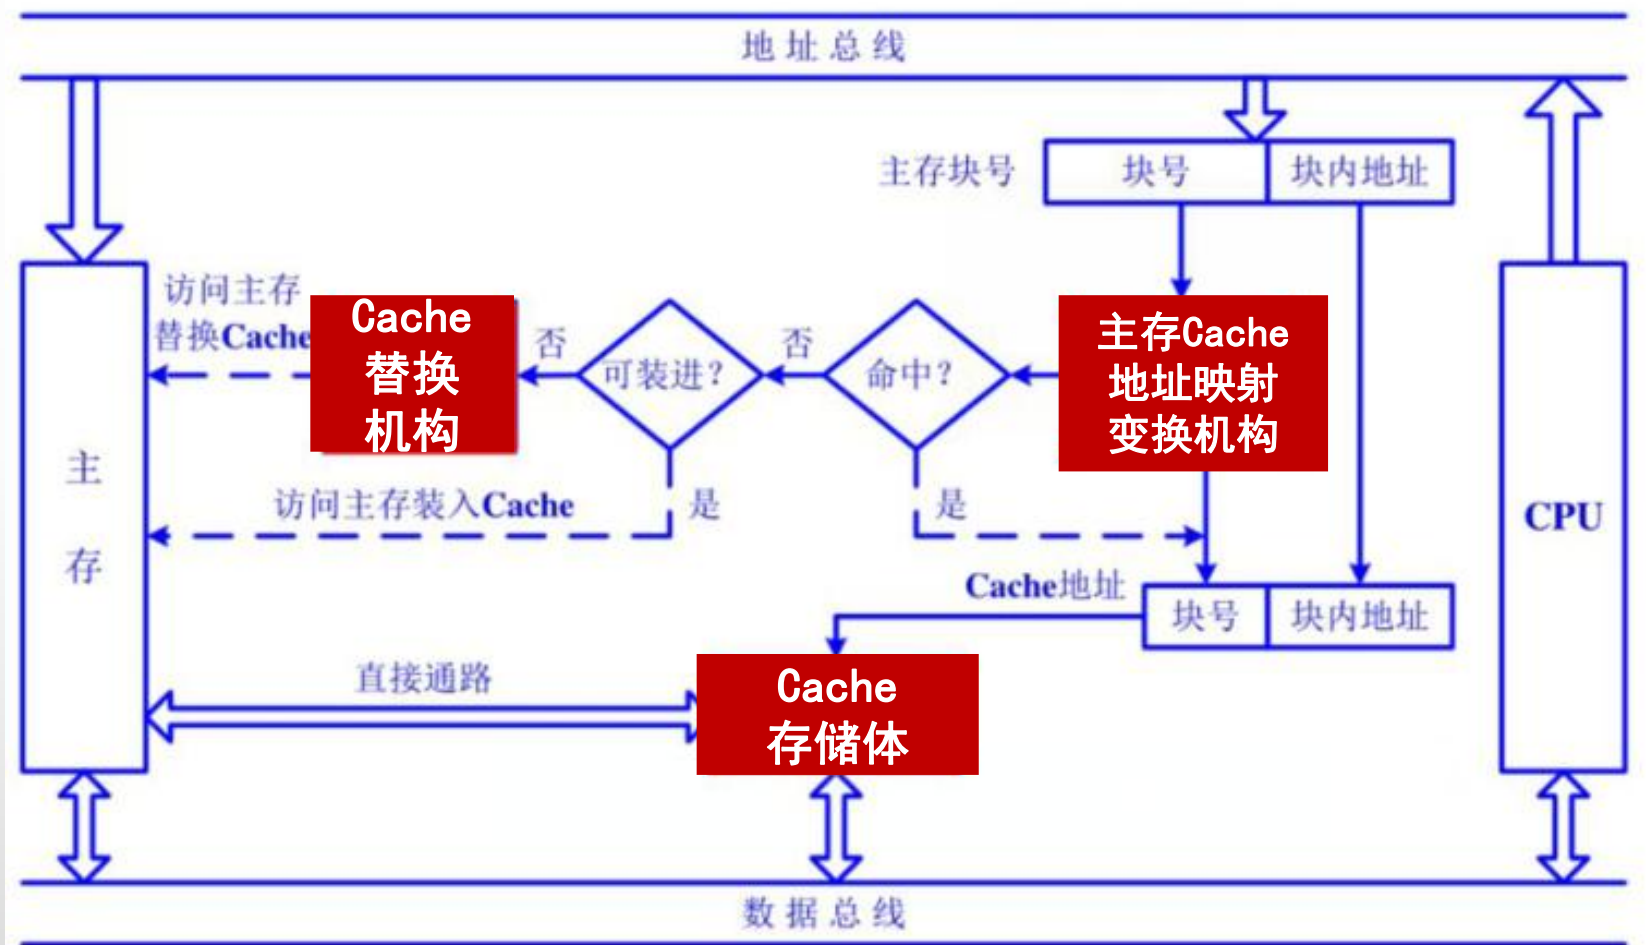 地址总线
主存块号
块号
块内地址
访问主存
替换Cache
Cache
替换
机构
否
可装进？
否
命中？
主存Cache
地址映射
变换机构
主
存
访问主存装入Cache
是
是
CPU
Cache地址
块号
块内地址
直接通路
Cache
存储体
数据总线